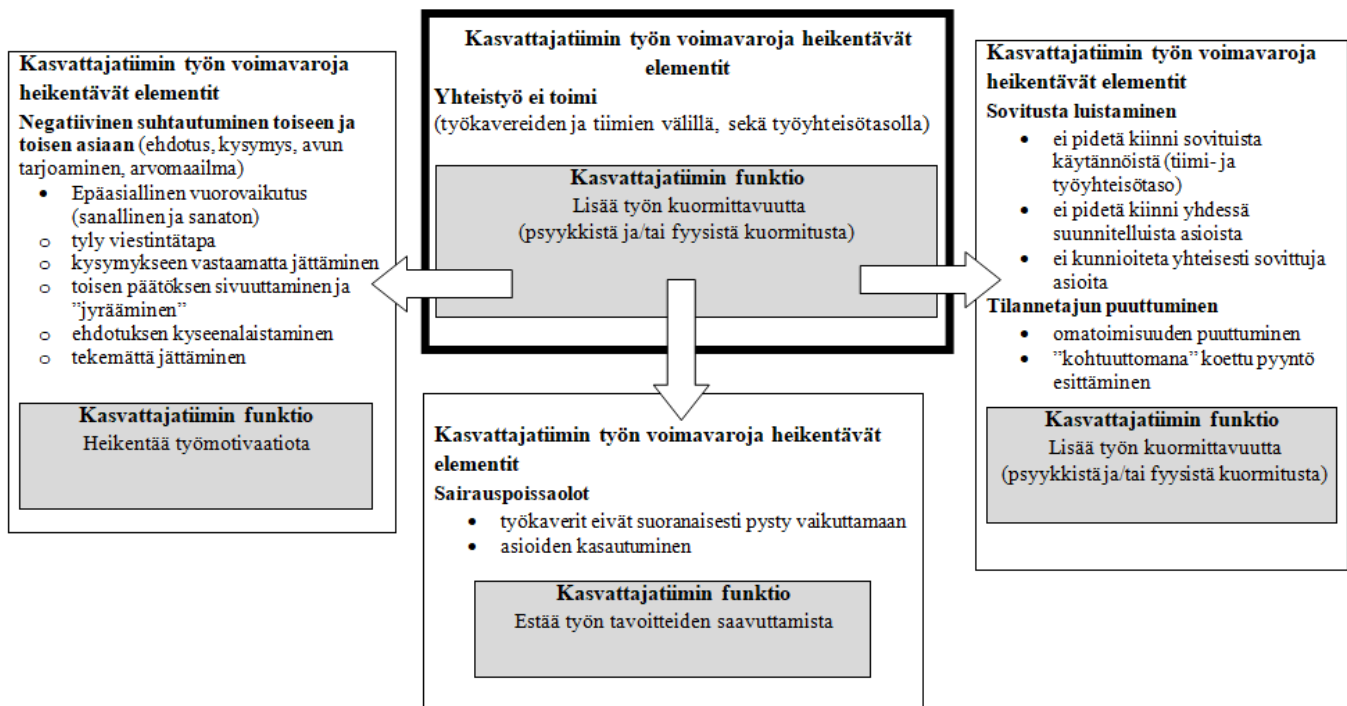 Kasvattajatiimin työn voimavaroja heikentävät
elementit
Yhteistyö ei toimi
(työkavereiden ja tiimien välillä, sekä työyhteisötasolla)
Kasvattajatiimin funktio
Lisää työn kuormittavuutta
(psyykkistä ja/tai fyysistä kuormitusta)
Kasvattajatiimin työn voimavaroja
heikentävät elementit
Negatiivinen suhtautuminen toiseen ja
toisen asiaan (ehdotus, kysymys, avun
tarjoaminen, arvomaailma)
• Epäasiallinen vuorovaikutus
(sanallinen ja sanaton)
o tyly viestintätapa
o kysymykseen vastaamatta jättäminen
o toisen päätöksen sivuuttaminen ja
”jyrääminen”
o ehdotuksen kyseenalaistaminen
o tekemättä jättäminen
Kasvattajatiimin funktio
Heikentää työmotivaatiota
Kasvattajatiimin työn voimavaroja heikentävät
elementit
Sairauspoissaolot
• työkaverit eivät suoranaisesti pysty vaikuttamaan
• asioiden kasautuminen
Kasvattajatiimin funktio
Estää työn tavoitteiden saavuttamista
Kasvattajatiimin työn voimavaroja
heikentävät elementit
Sovitusta luistaminen
• ei pidetä kiinni sovituista
käytännöistä (tiimi- ja
työyhteisötaso)
• ei pidetä kiinni yhdessä
suunnitelluista asioista
• ei kunnioiteta yhteisesti sovittuja
asioita
Tilannetajun puuttuminen
• omatoimisuuden puuttuminen
• ”kohtuuttomana” koettu pyyntö
esittäminen
Kasvattajatiimin funktio
Lisää työn kuormittavuutta
(psyykkistä ja/tai fyysistä kuormitusta)